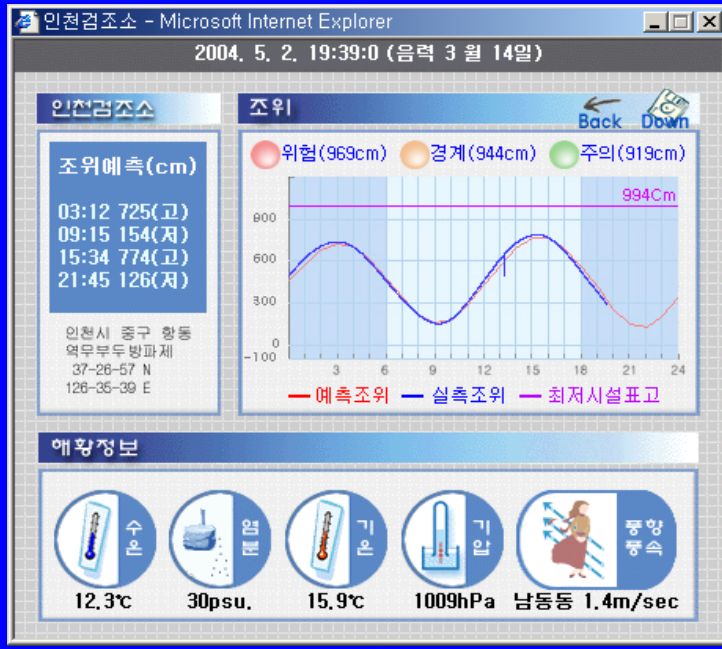 인천검조소 - Microsoft Internet Explorer
2004. 5. 2. 19:39:0 (음력 3 월 14일)
인천검조소
조위예측(cm)
03:12 725(고)
09:15 154(저)
15:34 774(고)
21:45 126(저)
인천시 중구 항동
역무부두방파제
37-26-57 N
126-35-39 E
조위
Back Down
위험(969cm) 경계(944cm) 주의(919cm)
994Cm
900
600
300
0
-100
3 6 9 12 15 18 21 24
예측조위 실측조위 최저시설표고
해황정보
수온
염분
기온
기압
풍향
풍속
12.3℃ 30psu. 15.9℃ 1009hPa 남동동 1.4m/sec